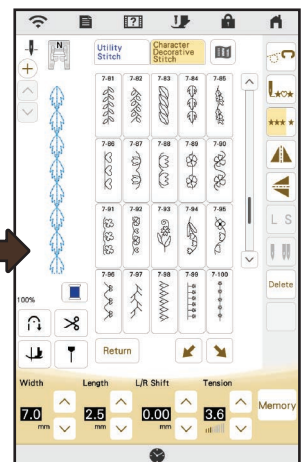 N
Utility Stitch
Character Decorative Stitch
7-81 7-82 7-83 7-84 7-85
7-86 7-87 7-88 7-89 7-90
7-91 7-92 7-93 7-94 7-95
7-96 7-97 7-98 7-99 7-100
L S
Delete
100%
Return
Width Length L/R Shift Tension
7.0 mm 2.5 mm 0.00 mm 3.6
Memory